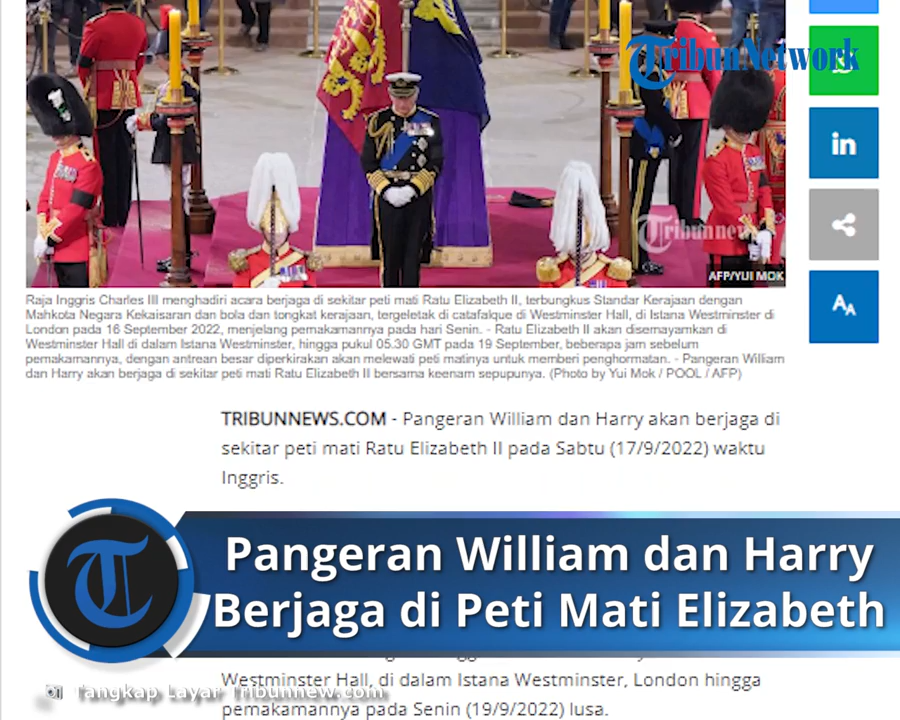 TribunNetwork
Tribunnews
AFP/YUI MOK
in
AA
Raja Inggris Charles III menghadiri acara berjaga di sekitar peti mati Ratu Elizabeth II, terbungkus Standar Kerajaan dengan
Mahkota Negara Kekaisaran dan bola dan tongkat kerajaan, tergeletak di catafalque di Westminster Hall, di Istana Westminster di
London pada 16 September 2022, menjelang pemakamannya pada hari Senin. - Ratu Elizabeth II akan disemayamkan di
Westminster Hall di dalam Istana Westminster, hingga pukul 05.30 GMT pada 19 September, beberapa jam sebelum
pemakamannya, dengan antrean besar diperkirakan akan melewati peti matinya untuk memberi penghormatan. - Pangeran William
dan Harry akan berjaga di sekitar peti mati Ratu Elizabeth II bersama keenam sepupunya. (Photo by Yui Mok / POOL / AFP)
TRIBUNNEWS.COM - Pangeran William dan Harry akan berjaga di
sekitar peti mati Ratu Elizabeth II pada Sabtu (17/9/2022) waktu
Inggris.
T
Pangeran William dan Harry
Berjaga di Peti Mati Elizabeth
Westminster Hall, di dalam Istana Westminster, London hingga
Tangkap Layar Tribunnew.com
pemakamannya pada Senin (19/9/2022) lusa.